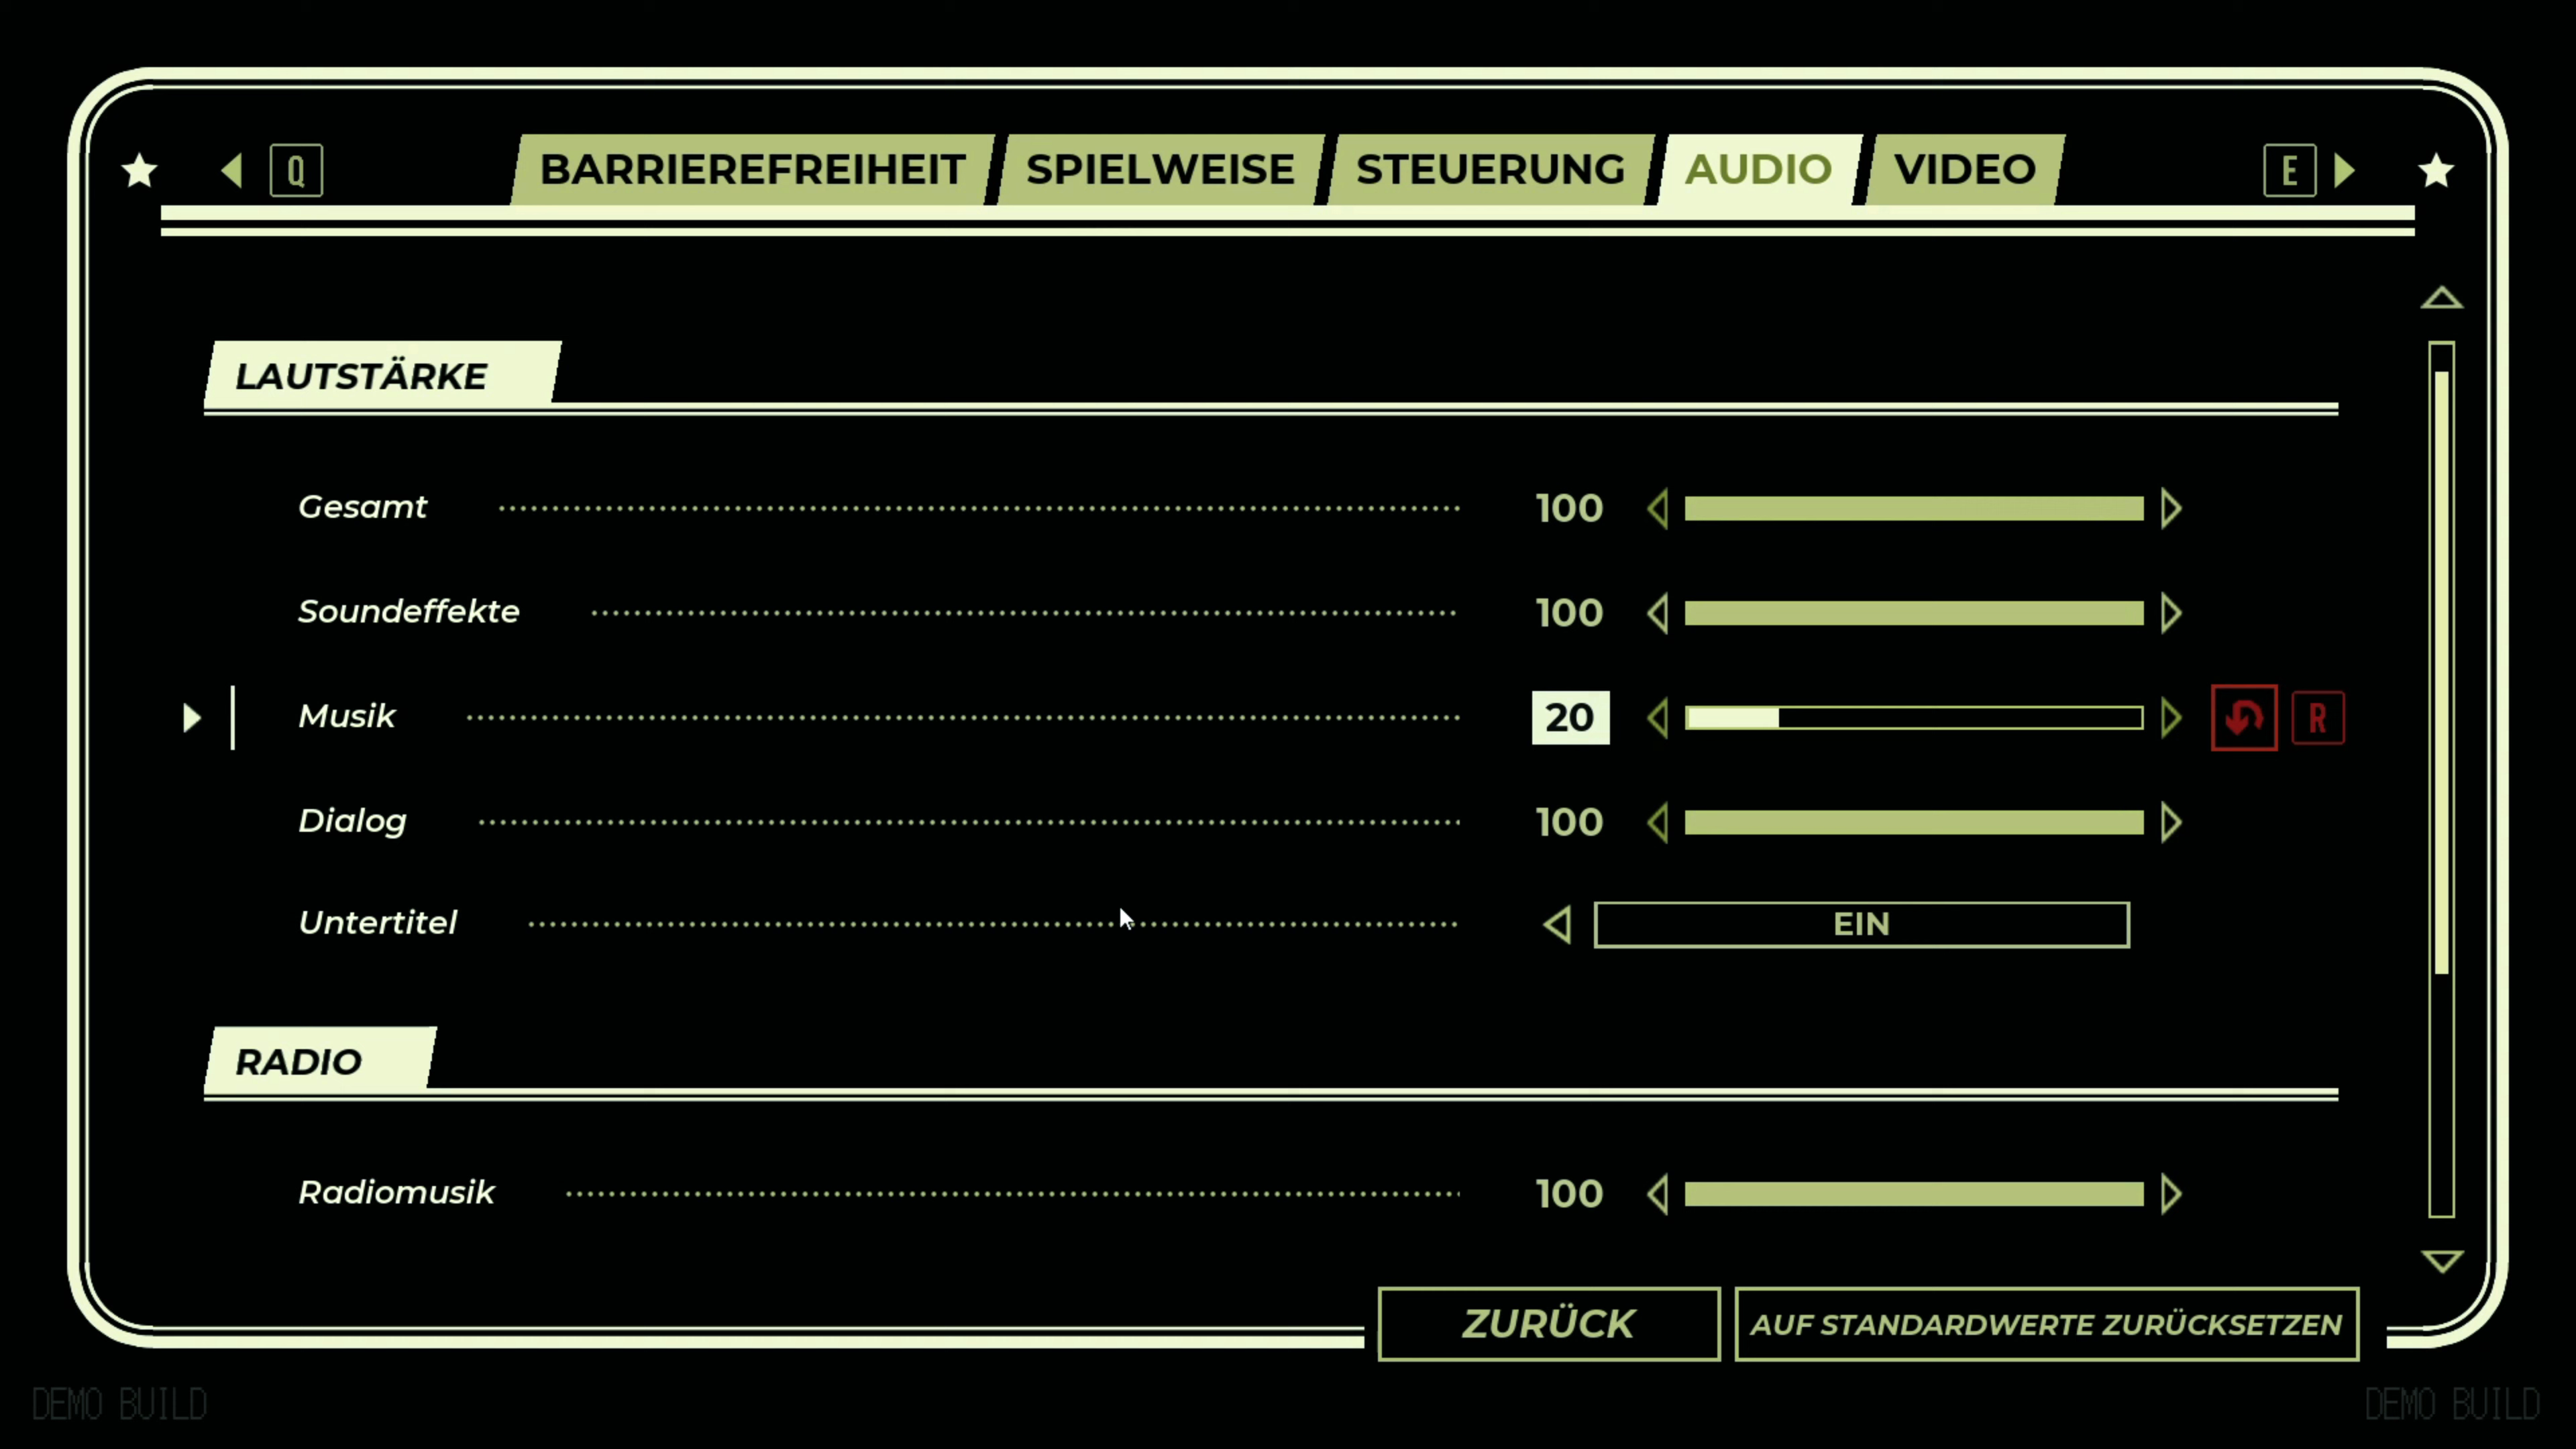 Q BARRIEREFREIHEIT SPIELWEISE STEUERUNG AUDIO VIDEO E
LAUTSTÄRKE
Gesamt 100
Soundeffekte 100
Musik 20 R
Dialog 100
Untertitel EIN
RADIO
Radiomusik 100
ZURÜCK AUF STANDARDWERTE ZURÜCKSETZEN
DEMO BUILD DEMO BUILD